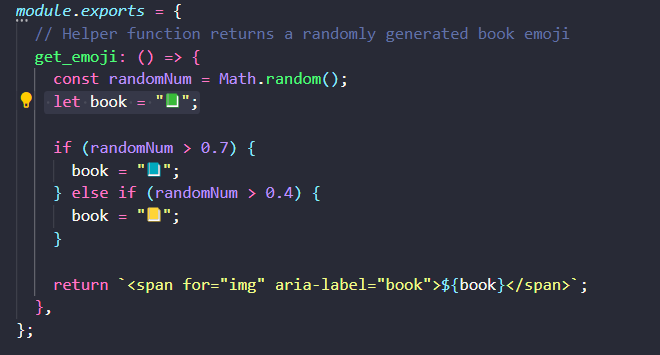 module.exports = {
// Helper function returns a randomly generated book emoji
get_emoji: () => {
const randomNum = Math.random();
let book = "📗";
if (randomNum > 0.7) {
book = "📘";
} else if (randomNum > 0.4) {
book = "📒";
}
return `<span for="img" aria-label="book">${book}</span>`;
},
};